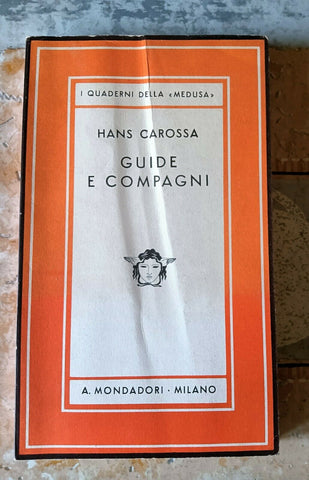 I QUADERNI DELLA «MEDUSA»
HANS CAROSSA
GUIDE
E COMPAGNI
A. MONDADORI · MILANO